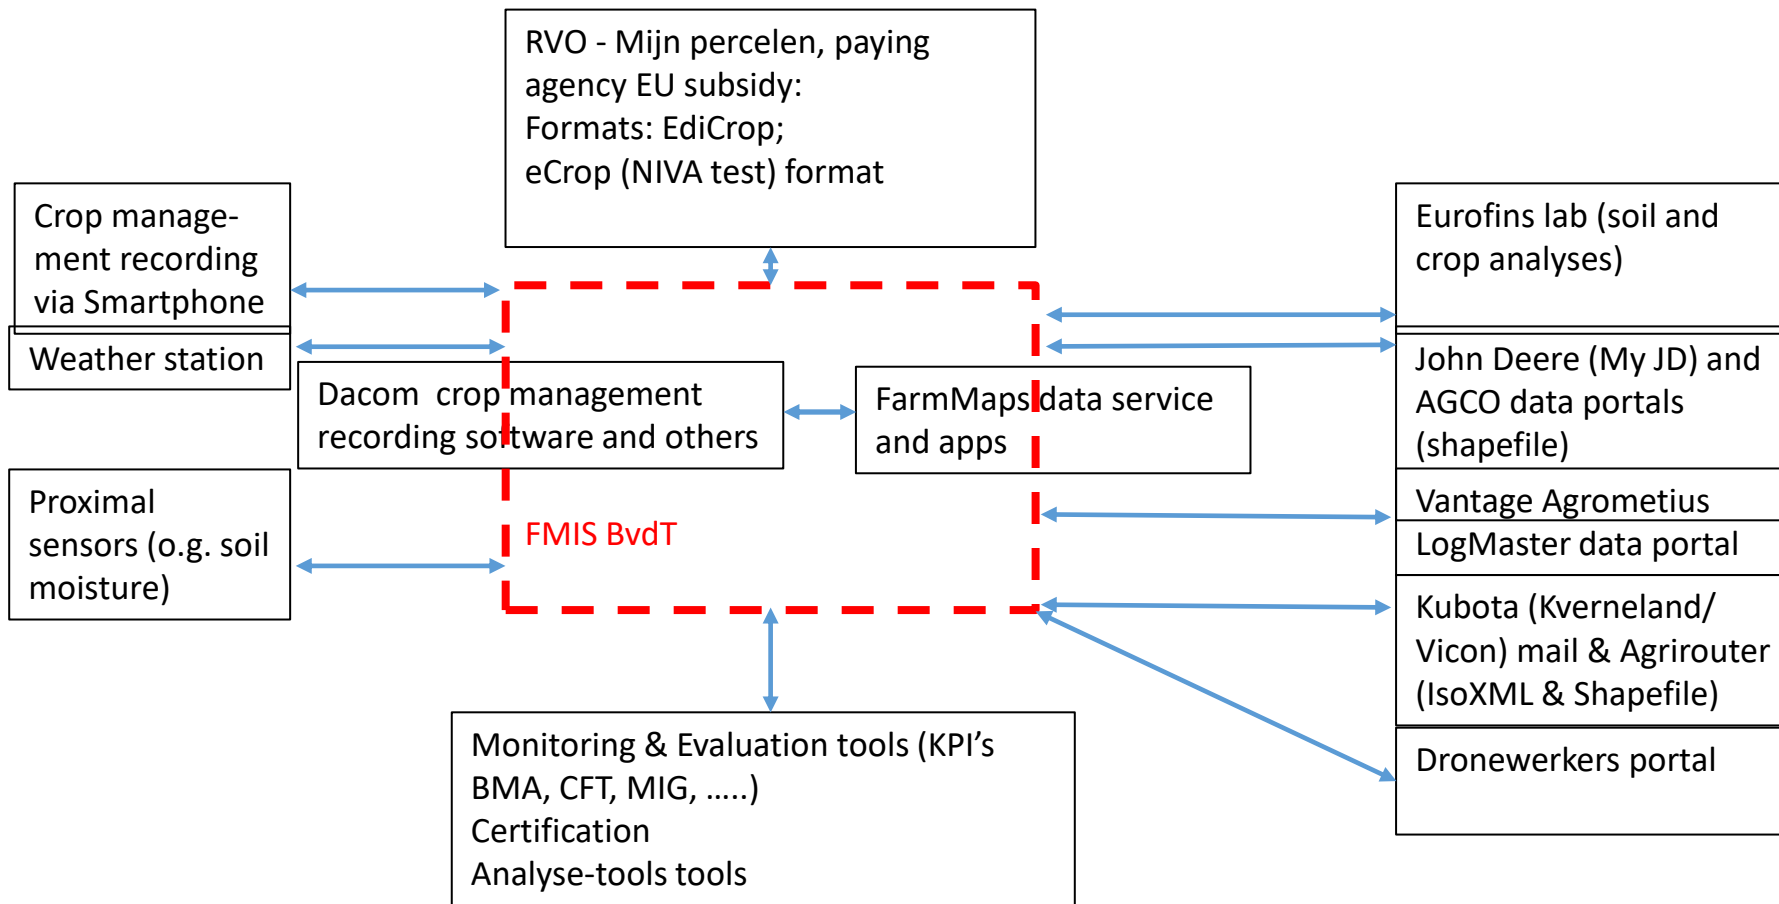 RVO - Mijn percelen, paying
agency EU subsidy:
Formats: EdiCrop;
eCrop (NIVA test) format
Crop manage-
ment recording
via Smartphone
Weather station
Proximal
sensors (o.g. soil
moisture)
Dacom  crop management
recording software and others
FarmMaps data service
and apps
FMIS BvdT
Eurofins lab (soil and
crop analyses)
John Deere (My JD) and
AGCO data portals
(shapefile)
Vantage Agrometius
LogMaster data portal
Kubota (Kverneland/
Vicon) mail & Agrirouter
(IsoXML & Shapefile)
Dronewerkers portal
Monitoring & Evaluation tools (KPI’s
BMA, CFT, MIG, …..)
Certification
Analyse-tools tools